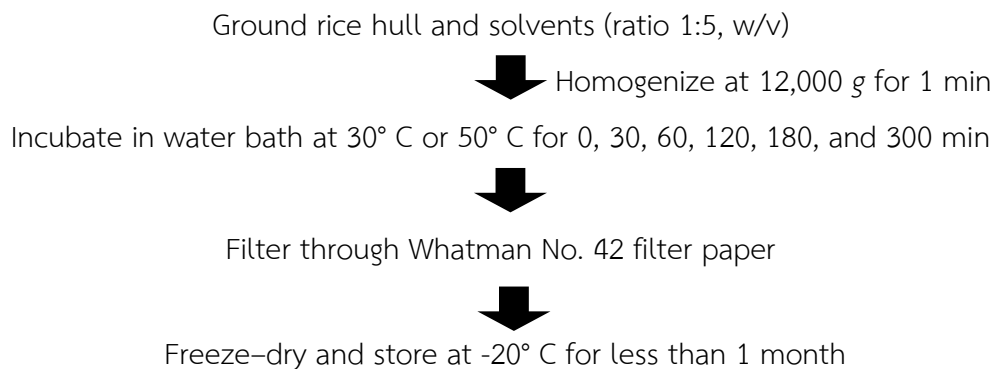 Ground rice hull and solvents (ratio 1:5, w/v)
Homogenize at 12,000 g for 1 min
Incubate in water bath at 30° C or 50° C for 0, 30, 60, 120, 180, and 300 min
Filter through Whatman No. 42 filter paper
Freeze–dry and store at -20° C for less than 1 month